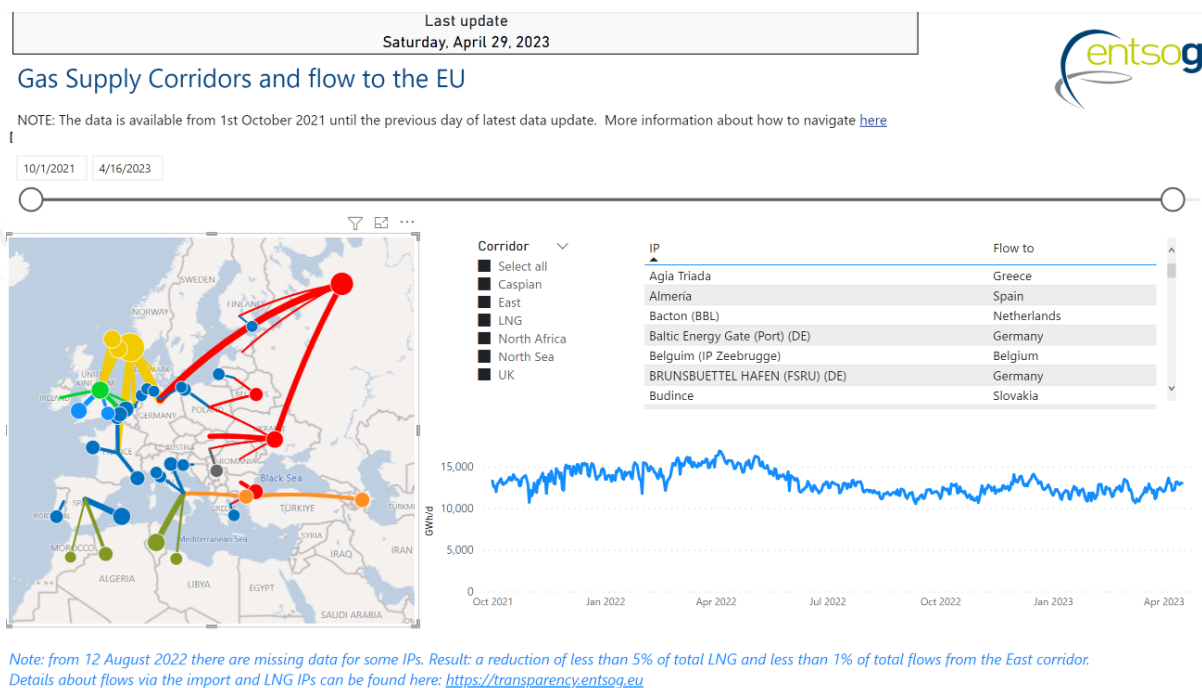 Last update
Saturday, April 29, 2023
entsog
Gas Supply Corridors and flow to the EU
NOTE: The data is available from 1st October 2021 until the previous day of latest data update. More information about how to navigate here
[
10/1/2021 4/16/2023
SWEDEN
FINLAND
NORWAY
UNITED
KINGDOM
DENMARK
IRELAND
BELARUS
POLAND
GERMANY
UKRAINE
FRANCE
AUSTRIA
ROMANIA
Black Sea
SPAIN
PORTUGAL
GREECE
TÜRKIYE
TURKM
Mediterranean Sea
SYRIA
MOROCCO
IRAQ
IRAN
ALGERIA
LIBYA
EGYPT
SAUDI ARABIA
Corridor
Select all
Caspian
East
LNG
North Africa
North Sea
UK
IP Flow to
Agia Triada Greece
Almería Spain
Bacton (BBL) Netherlands
Baltic Energy Gate (Port) (DE) Germany
Belguim (IP Zeebrugge) Belgium
BRUNSBUETTEL HAFEN (FSRU) (DE) Germany
Budince Slovakia
GWh/d
15,000
10,000
5,000
0
Oct 2021 Jan 2022 Apr 2022 Jul 2022 Oct 2022 Jan 2023 Apr 2023
Note: from 12 August 2022 there are missing data for some IPs. Result: a reduction of less than 5% of total LNG and less than 1% of total flows from the East corridor.
Details about flows via the import and LNG IPs can be found here: https://transparency.entsog.eu